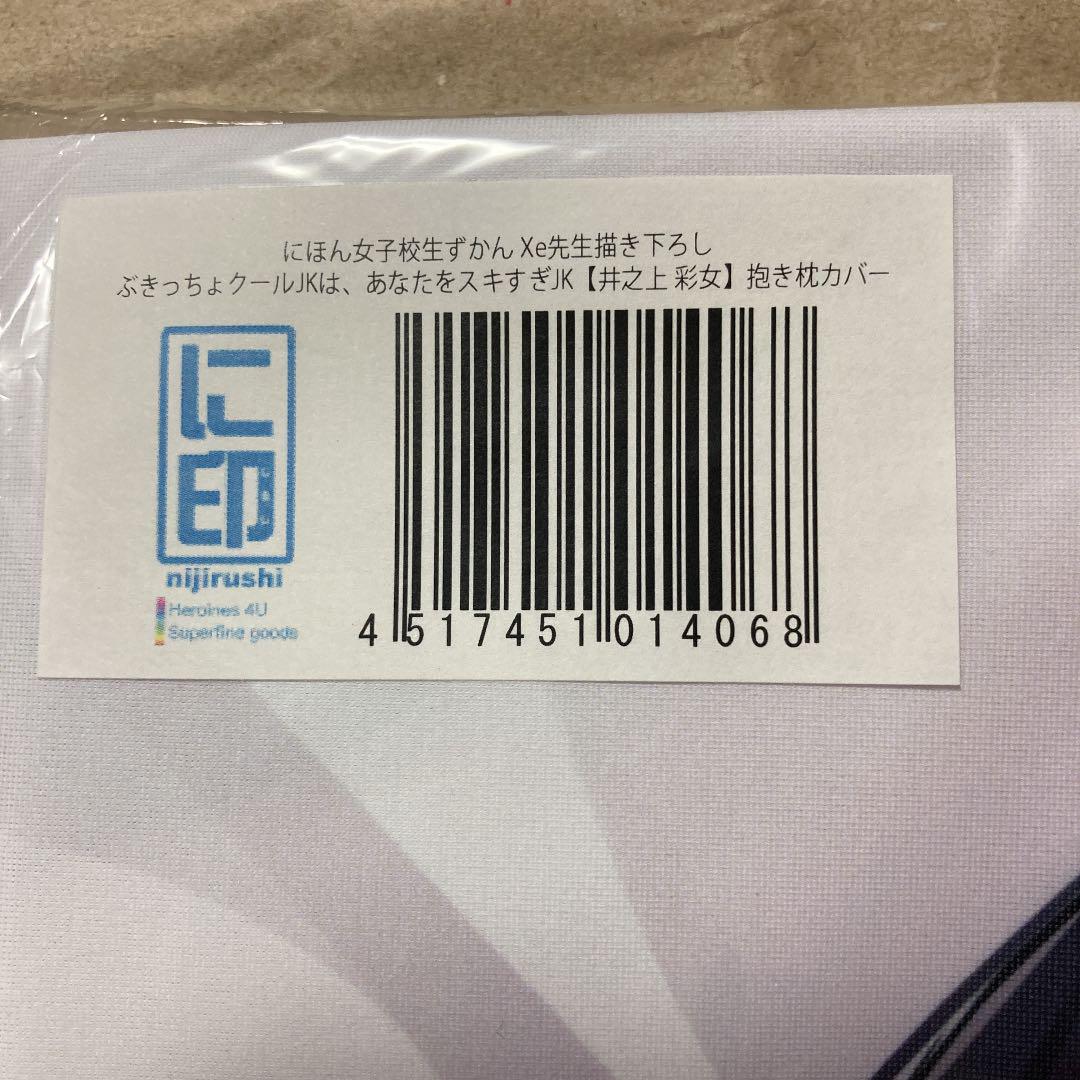 にほん女子校生ずかん Xe先生描き下ろし
ぶきっちょクールJKは、あなたをスキすぎJK【井之上 彩女】抱き枕カバー
に
印
nijirushi
Heroines 4U
Superfine goods
4 517451 014068